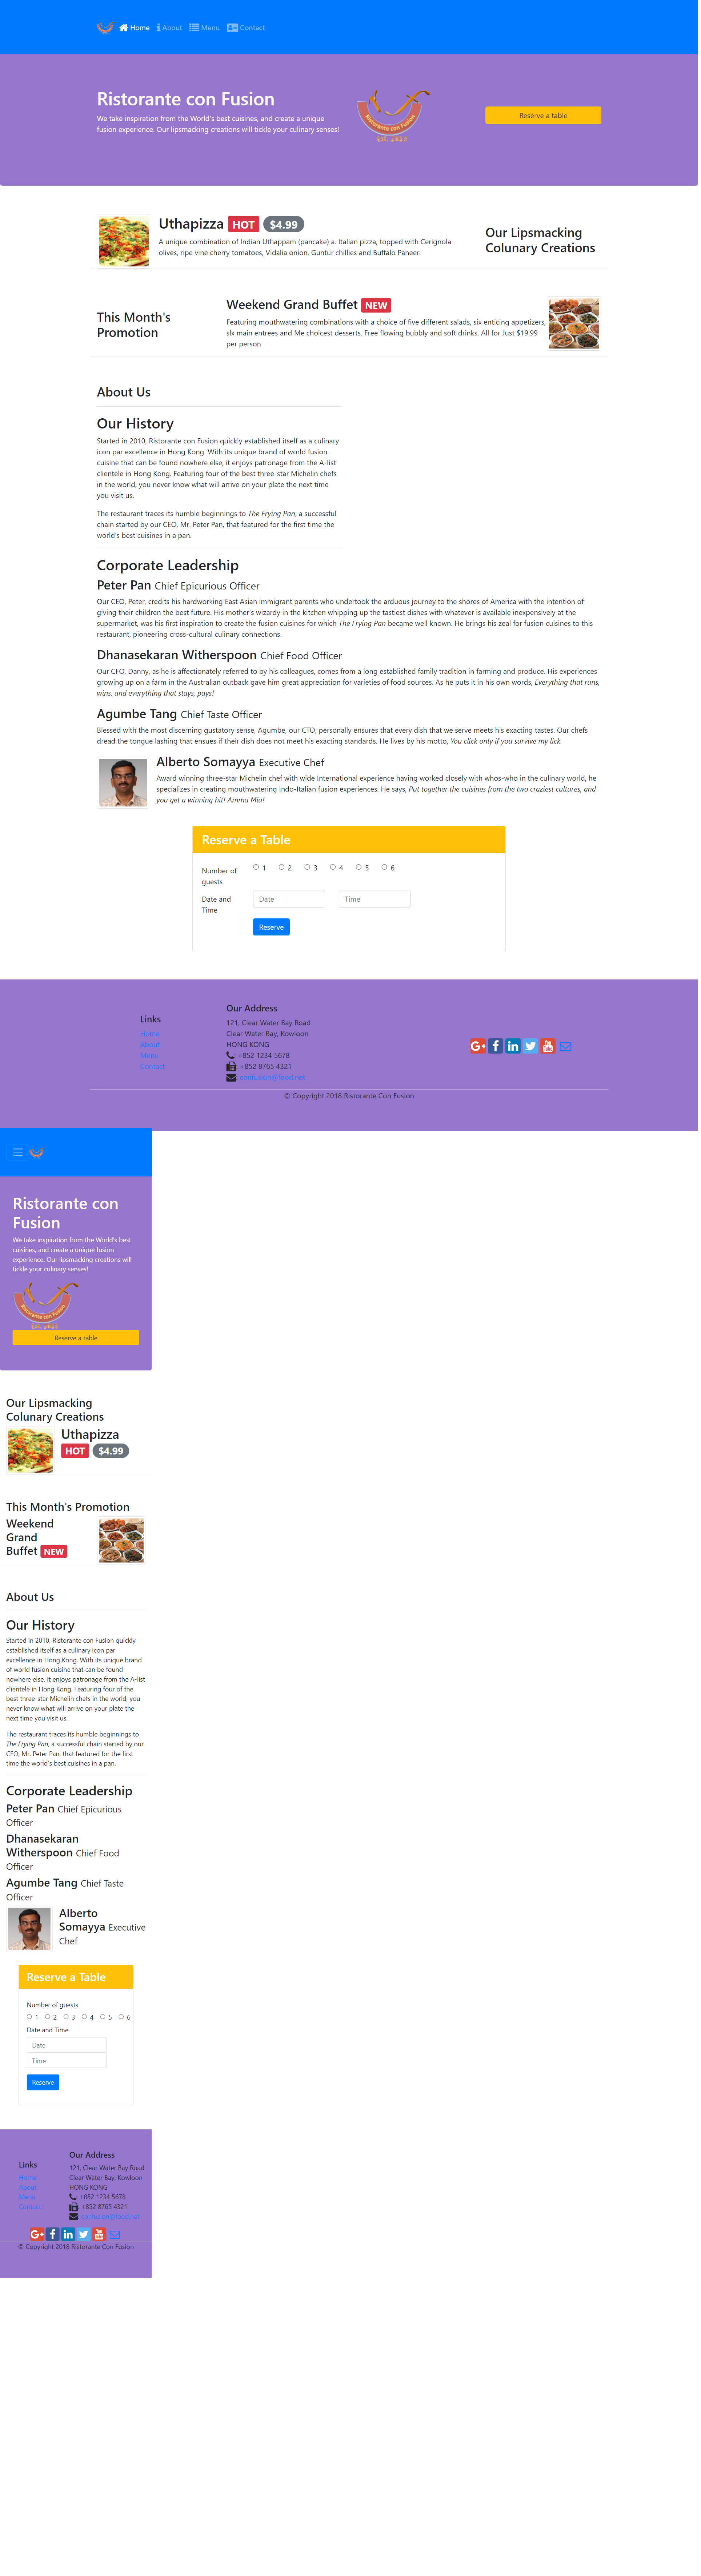 Home About Menu Contact
Ristorante con Fusion
We take inspiration from the World's best cuisines, and create a unique
fusion experience. Our lipsmacking creations will tickle your culinary senses!
Ristorante con Fusion
Reserve a table
Uthapizza HOT $4.99
A unique combination of Indian Uthappam (pancake) a. Italian pizza, topped with Cerignola
olives, ripe vine cherry tomatoes, Vidalia onion, Guntur chillies and Buffalo Paneer.
Our Lipsmacking
Colunary Creations
This Month's
Promotion
Weekend Grand Buffet NEW
Featuring mouthwatering combinations with a choice of five different salads, six enticing appetizers,
slx main entrees and Me choicest desserts. Free flowing bubbly and soft drinks. All for Just $19.99
per person
About Us
Our History
Started in 2010, Ristorante con Fusion quickly established itself as a culinary
icon par excellence in Hong Kong. With its unique brand of world fusion
cuisine that can be found nowhere else, it enjoys patronage from the A-list
clientele in Hong Kong. Featuring four of the best three-star Michelin chefs
in the world, you never know what will arrive on your plate the next time
you visit us.
The restaurant traces its humble beginnings to The Frying Pan, a successful
chain started by our CEO, Mr. Peter Pan, that featured for the first time the
world's best cuisines in a pan.
Corporate Leadership
Peter Pan Chief Epicurious Officer
Our CEO, Peter, credits his hardworking East Asian immigrant parents who undertook the arduous journey to the shores of America with the intention of
giving their children the best future. His mother's wizardy in the kitchen whipping up the tastiest dishes with whatever is available inexpensively at the
supermarket, was his first inspiration to create the fusion cuisines for which The Frying Pan became well known. He brings his zeal for fusion cuisines to this
restaurant, pioneering cross-cultural culinary connections.
Dhanasekaran Witherspoon Chief Food Officer
Our CFO, Danny, as he is affectionately referred to by his colleagues, comes from a long established family tradition in farming and produce. His experiences
growing up on a farm in the Australian outback gave him great appreciation for varieties of food sources. As he puts it in his own words, Everything that runs,
wins, and everything that stays, pays!
Agumbe Tang Chief Taste Officer
Blessed with the most discerning gustatory sense, Agumbe, our CTO, personally ensures that every dish that we serve meets his exacting tastes. Our chefs
dread the tongue lashing that ensues if their dish does not meet his exacting standards. He lives by his motto, You click only if you survive my lick.
Alberto Somayya Executive Chef
Award winning three-star Michelin chef with wide International experience having worked closely with whos-who in the culinary world, he
specializes in creating mouthwatering Indo-Italian fusion experiences. He says, Put together the cuisines from the two craziest cultures, and
you get a winning hit! Amma Mia!
Reserve a Table
Number of
guests
1 2 3 4 5 6
Date and
Time
Date Time
Reserve
Links
Home
About
Menu
Contact
Our Address
121, Clear Water Bay Road
Clear Water Bay, Kowloon
HONG KONG
+852 1234 5678
+852 8765 4321
confusion@food.net
© Copyright 2018 Ristorante Con Fusion
Ristorante con
Fusion
We take inspiration from the World's best
cuisines, and create a unique fusion
experience. Our lipsmacking creations will
tickle your culinary senses!
Ristorante con Fusion
Reserve a table
Our Lipsmacking
Colunary Creations
Uthapizza
HOT $4.99
This Month's Promotion
Weekend
Grand
Buffet NEW
About Us
Our History
Started in 2010, Ristorante con Fusion quickly
established itself as a culinary icon par
excellence in Hong Kong. With its unique brand
of world fusion cuisine that can be found
nowhere else, it enjoys patronage from the A-list
clientele in Hong Kong. Featuring four of the
best three-star Michelin chefs in the world, you
never know what will arrive on your plate the
next time you visit us.
The restaurant traces its humble beginnings to
The Frying Pan, a successful chain started by our
CEO, Mr. Peter Pan, that featured for the first
time the world's best cuisines in a pan.
Corporate Leadership
Peter Pan Chief Epicurious
Officer
Dhanasekaran
Witherspoon Chief Food
Officer
Agumbe Tang Chief Taste
Officer
Alberto
Somayya Executive
Chef
Reserve a Table
Number of guests
1 2 3 4 5 6
Date and Time
Date
Time
Reserve
Links
Home
About
Menu
Contact
Our Address
121, Clear Water Bay Road
Clear Water Bay, Kowloon
HONG KONG
+852 1234 5678
+852 8765 4321
confusion@food.net
© Copyright 2018 Ristorante Con Fusion